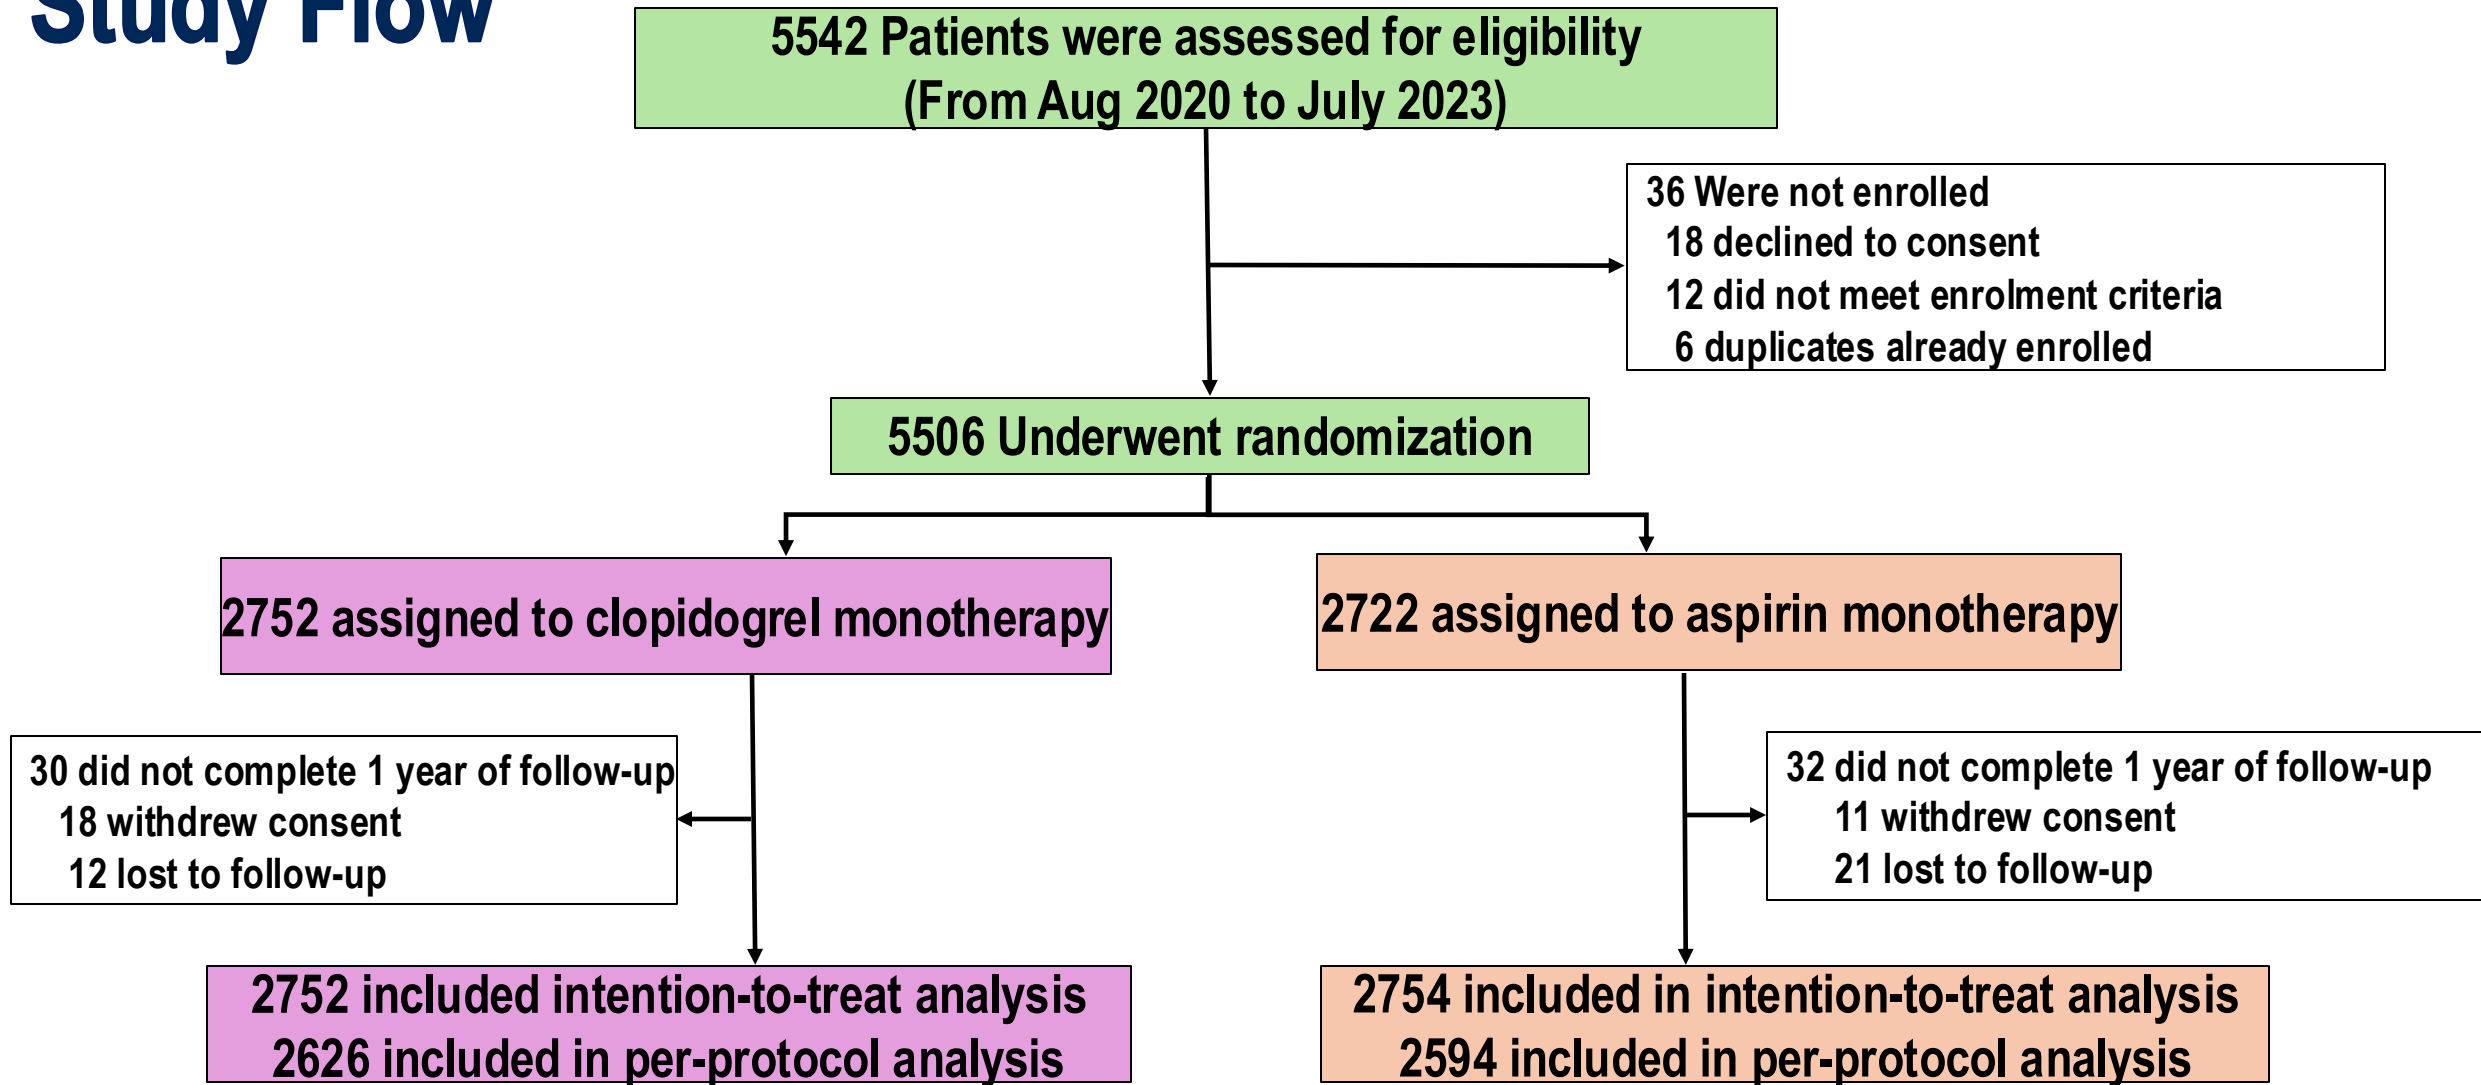 Study Flow
5542 Patients were assessed for eligibility
(From Aug 2020 to July 2023)
36 Were not enrolled
18 declined to consent
12 did not meet enrolment criteria
6 duplicates already enrolled
5506 Underwent randomization
2752 assigned to clopidogrel monotherapy
2722 assigned to aspirin monotherapy
30 did not complete 1 year of follow-up
18 withdrew consent
12 lost to follow-up
32 did not complete 1 year of follow-up
11 withdrew consent
21 lost to follow-up
2752 included intention-to-treat analysis
2626 included in per-protocol analysis
2754 included in intention-to-treat analysis
2594 included in per-protocol analysis